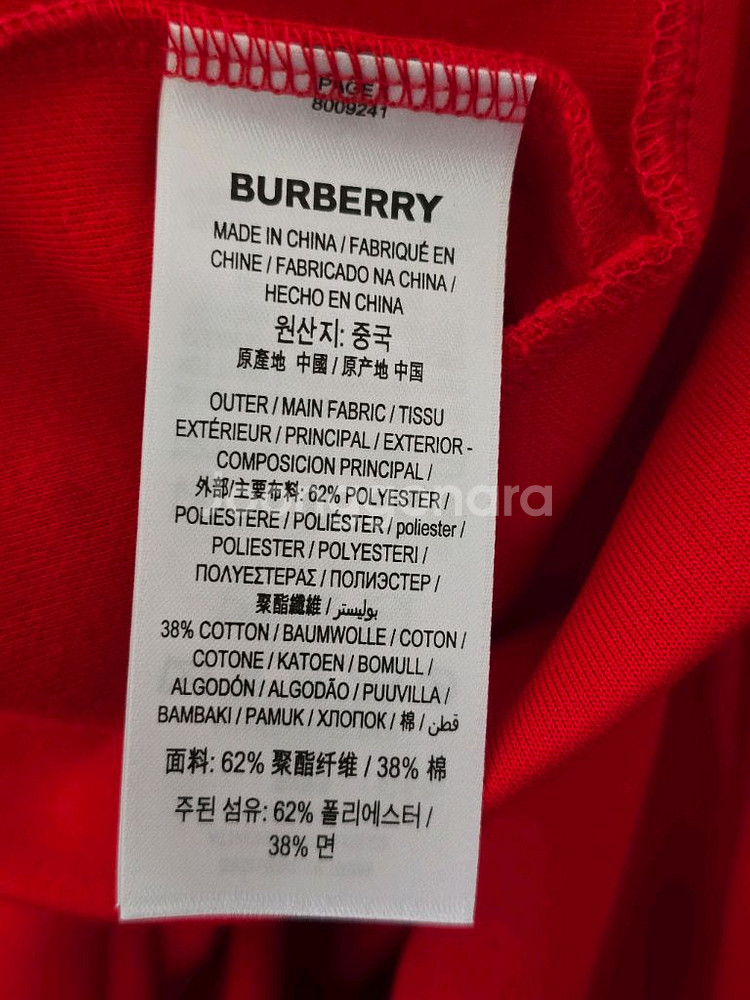 PAGE
8009241
BURBERRY
MADE IN CHINA / FABRIQUÉ EN
CHINE / FABRICADO NA CHINA /
HECHO EN CHINA
원산지: 중국
原產地 中國 / 原产地 中国
OUTER / MAIN FABRIC / TISSU
EXTÉRIEUR / PRINCIPAL / EXTERIOR -
COMPOSICION PRINCIPAL /
外部/主要布料: 62% POLYESTER /
POLIESTERE / POLIÉSTER / poliester /
POLIESTER / POLYESTERI /
ΠΟΛΥΕΣΤΕΡΑΣ / ПОЛИЭСТЕР /
聚酯纖維 / بوليستر
38% COTTON / BAUMWOLLE / COTON /
COTONE / KATOEN / BOMULL /
ALGODÓN / ALGODÃO / PUUVILLA /
BAMBAKI / PAMUK / ХЛОПОК / 棉 / قطن
面料: 62% 聚酯纤维 / 38% 棉
주된 섬유: 62% 폴리에스터 /
38% 면